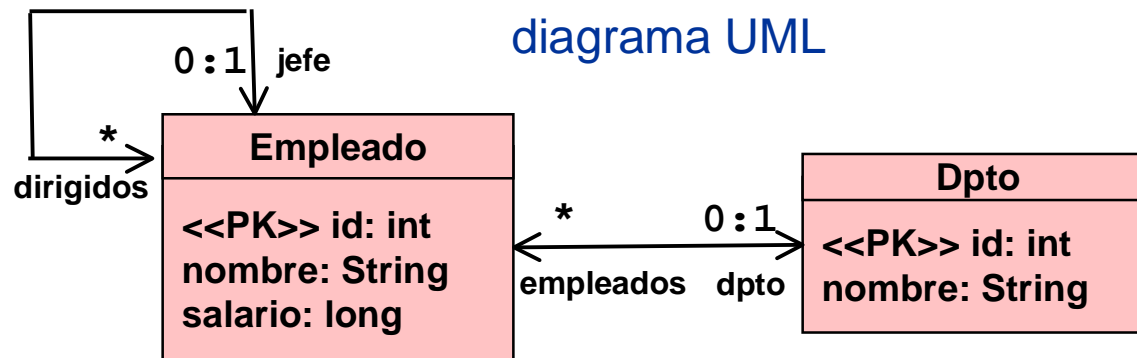 diagrama UML
0:1 jefe
*
dirigidos
Empleado
<<PK>> id: int
nombre: String
salario: long
* 0:1
empleados dpto
Dpto
<<PK>> id: int
nombre: String